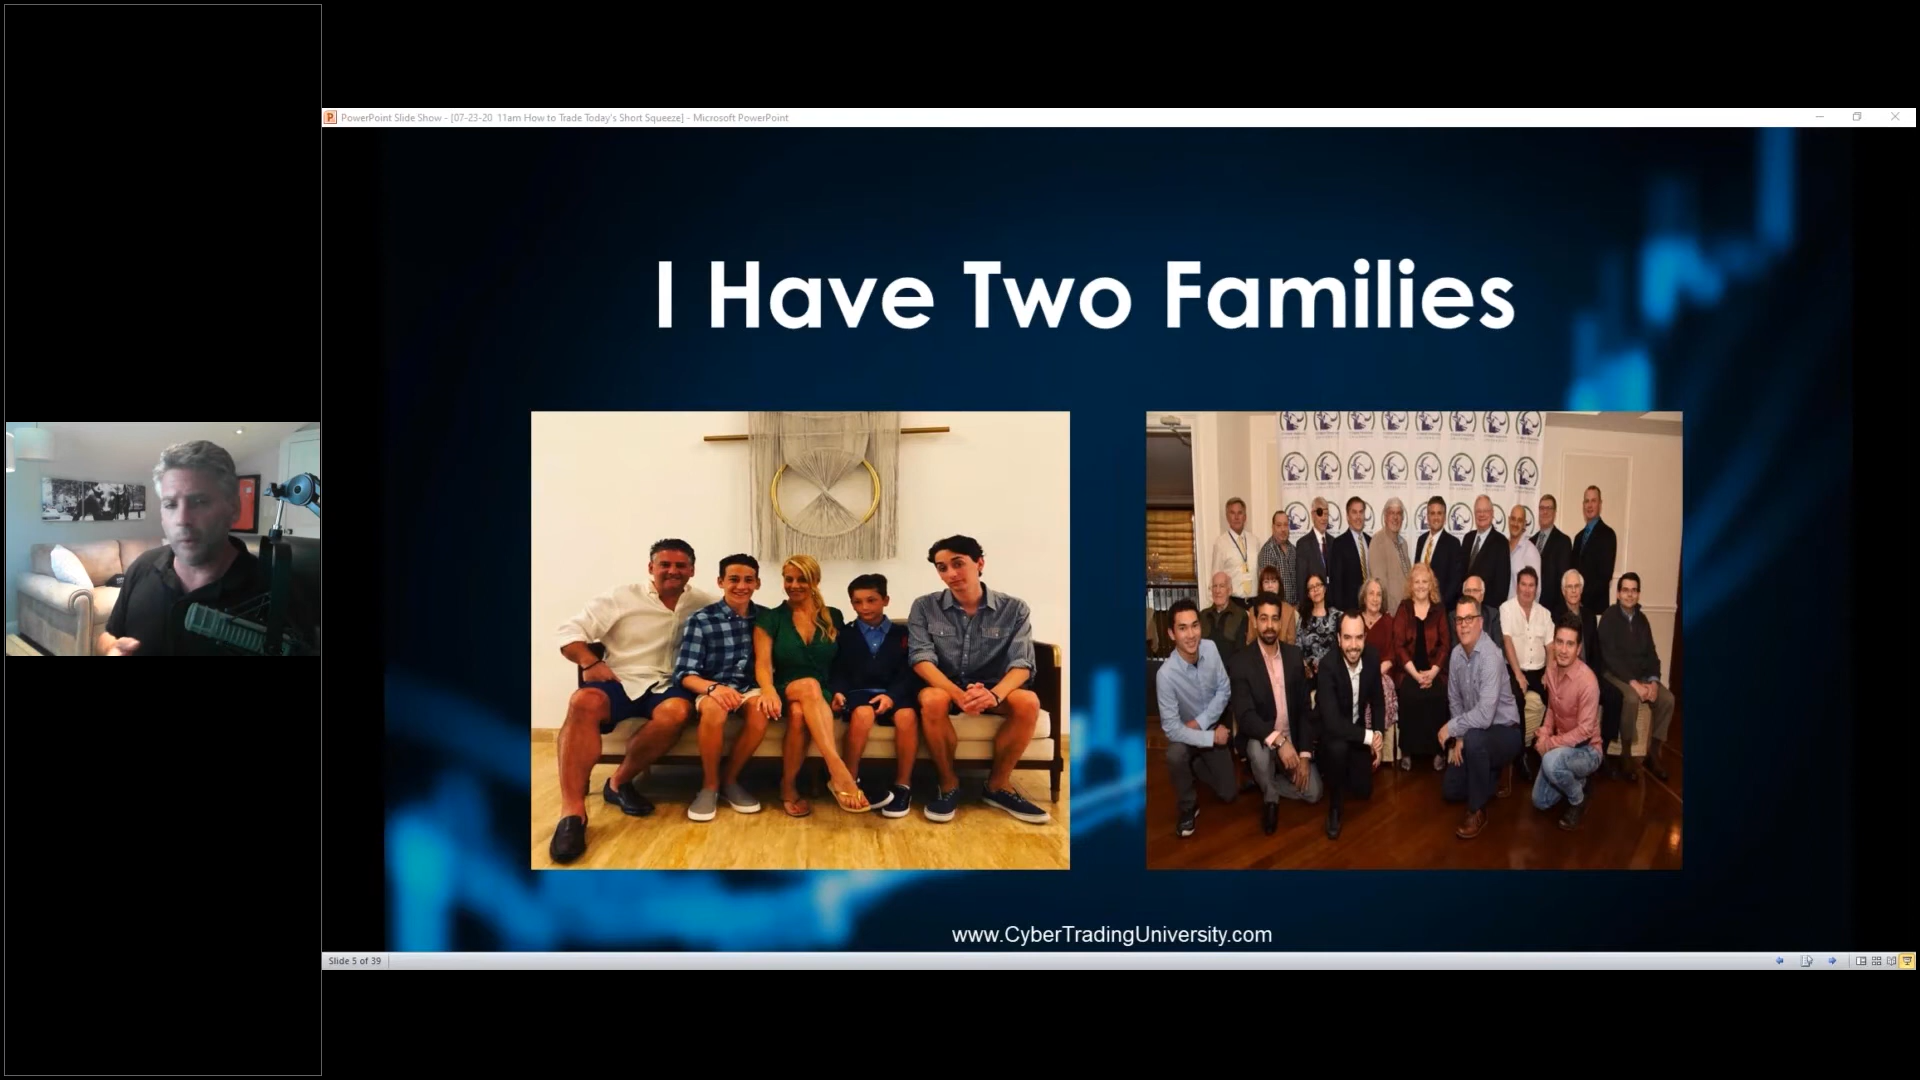 PowerPoint Slide Show - [07-23-20 11am How to Trade Today's Short Squeeze] - Microsoft PowerPoint
I Have Two Families
www.CyberTradingUniversity.com
Slide 5 of 39